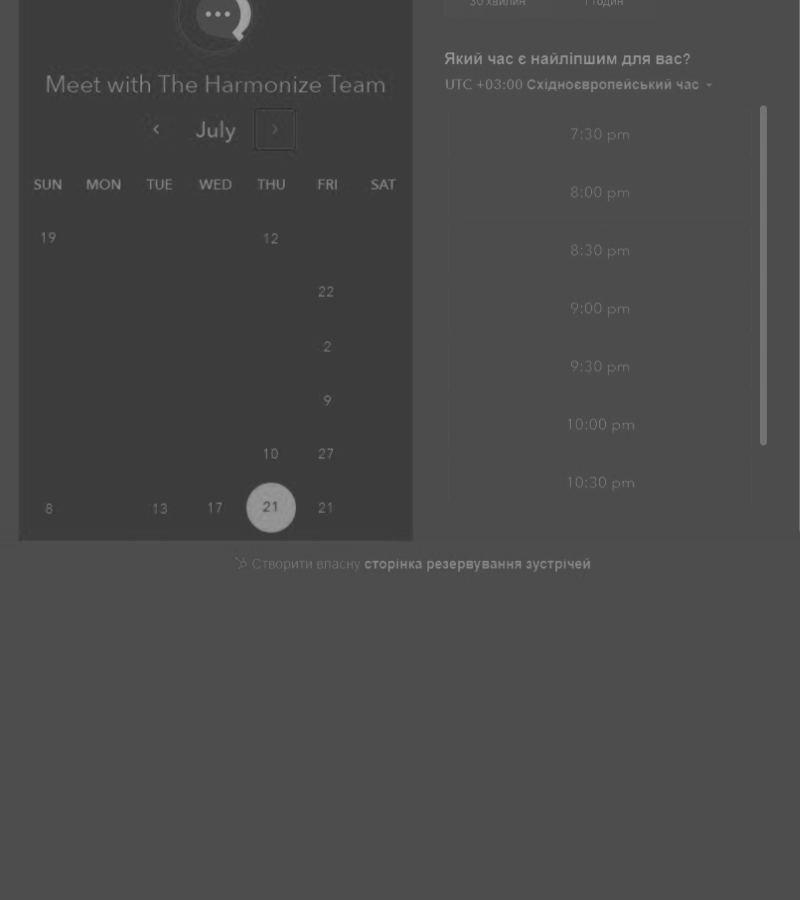 30 хвилин 1 годин
Meet with The Harmonize Team
July
SUN MON TUE WED THU FRI SAT
19 12
22
2
9
10 27
8 13 17 21 21
Який час є найліпшим для вас?
UTC +03:00 Східноєвропейський час
7:30 pm
8:00 pm
8:30 pm
9:00 pm
9:30 pm
10:00 pm
10:30 pm
Створити власну сторінка резервування зустрічей